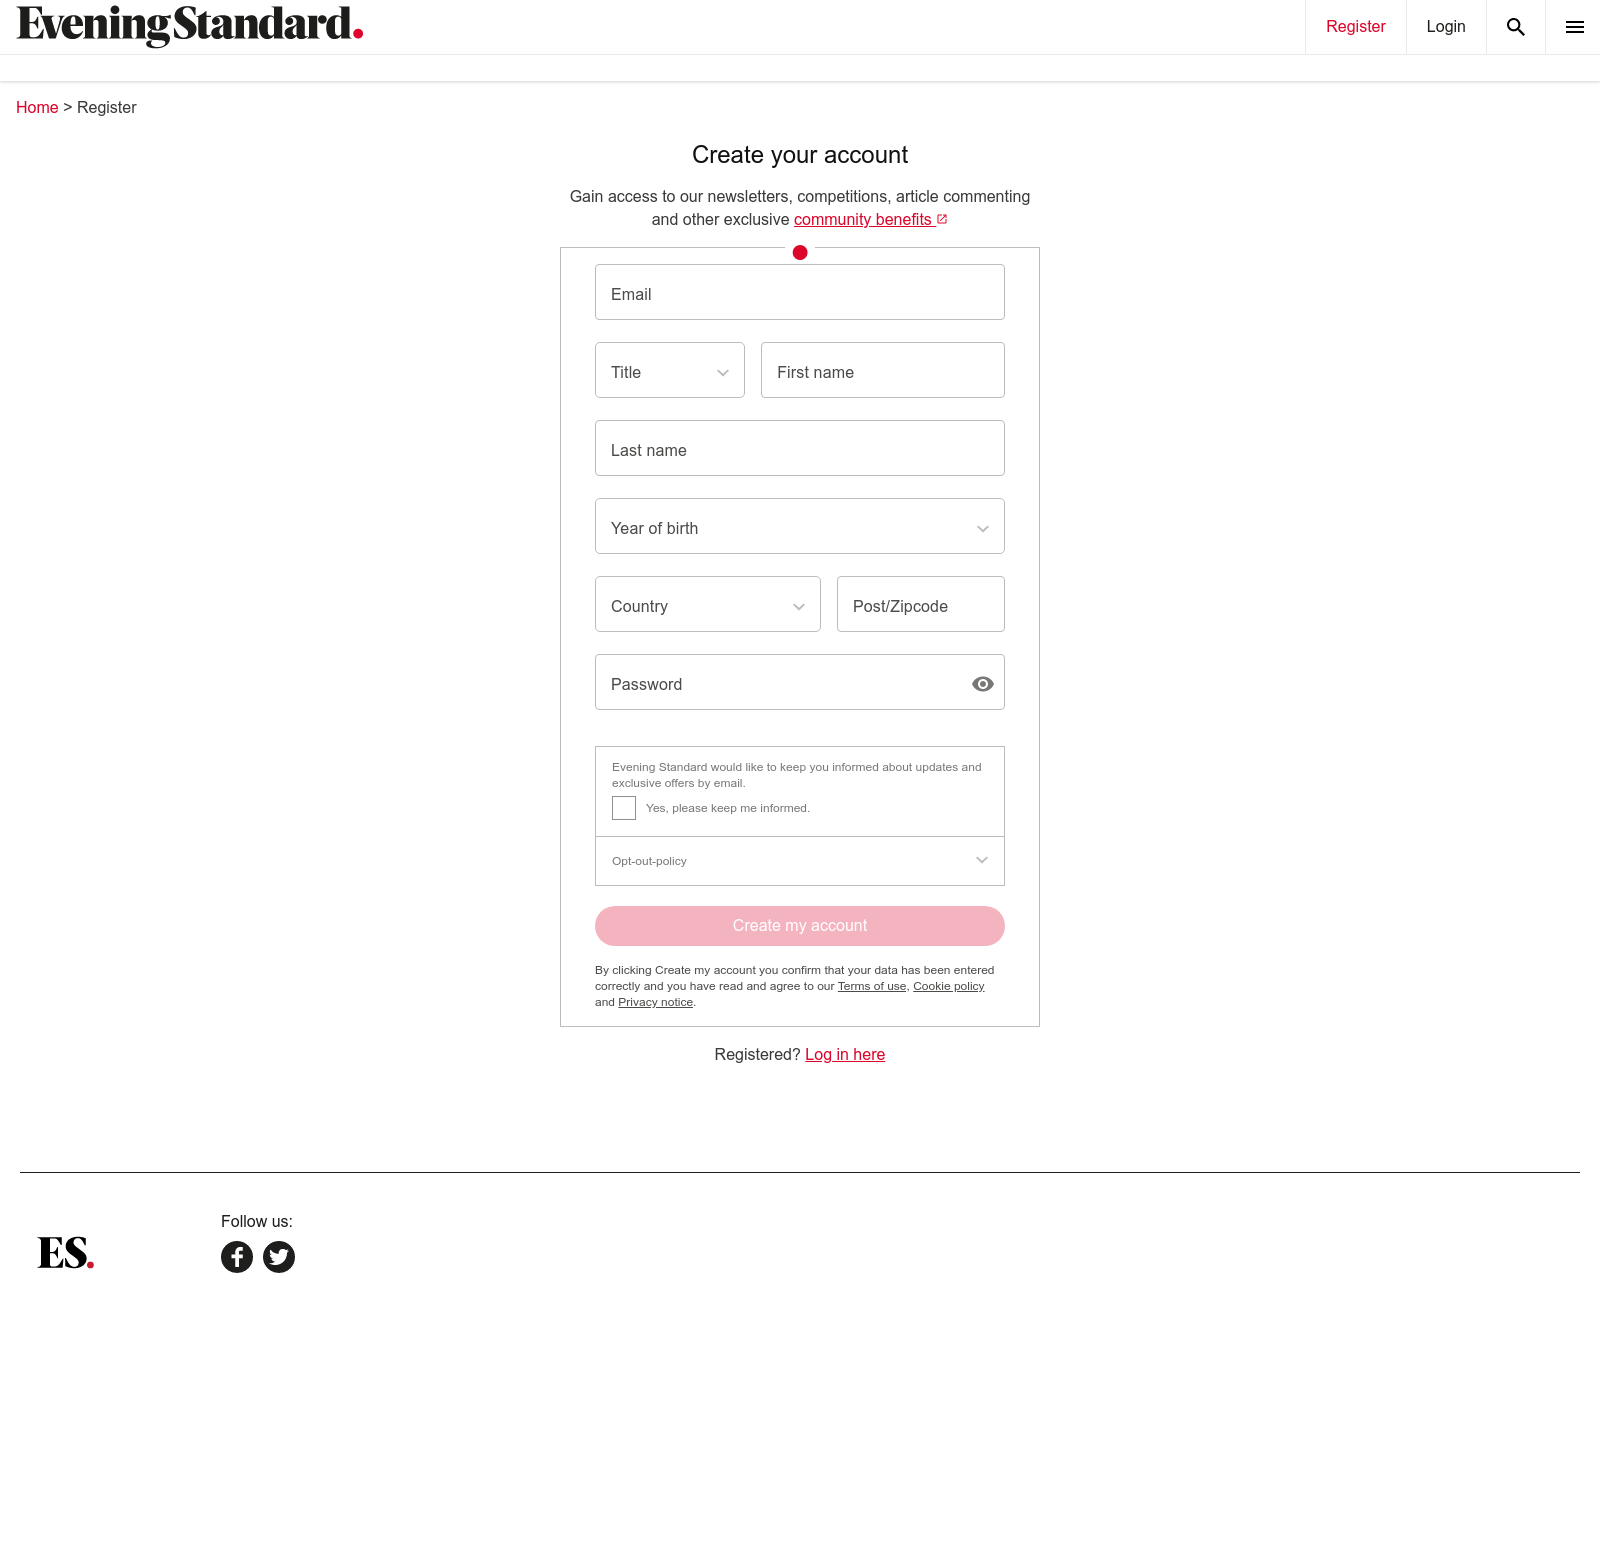 Evening Standard.
Register
Login
Home > Register
Create your account
Gain access to our newsletters, competitions, article commenting
and other exclusive community benefits
Email
Title
First name
Last name
Year of birth
Country
Post/Zipcode
Password
Evening Standard would like to keep you informed about updates and
exclusive offers by email.
Yes, please keep me informed.
Opt-out-policy
Create my account
By clicking Create my account you confirm that your data has been entered
correctly and you have read and agree to our Terms of use, Cookie policy
and Privacy notice.
Registered? Log in here
Follow us:
ES.